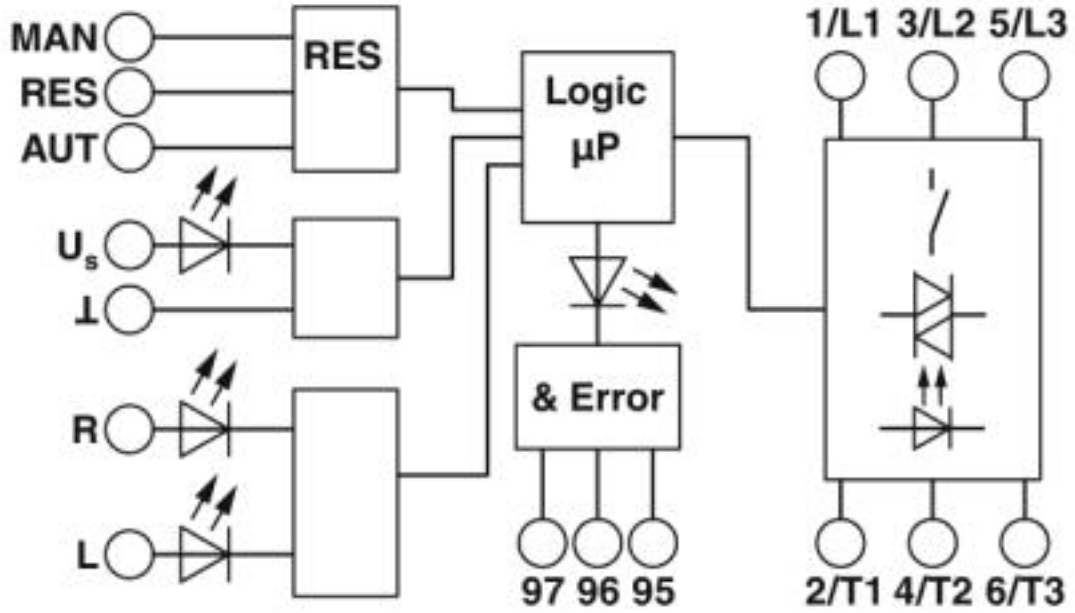 MAN
RES
AUT
Us
⊥
R
L
RES
Logic
µP
& Error
97 96 95
1/L1 3/L2 5/L3
2/T1 4/T2 6/T3